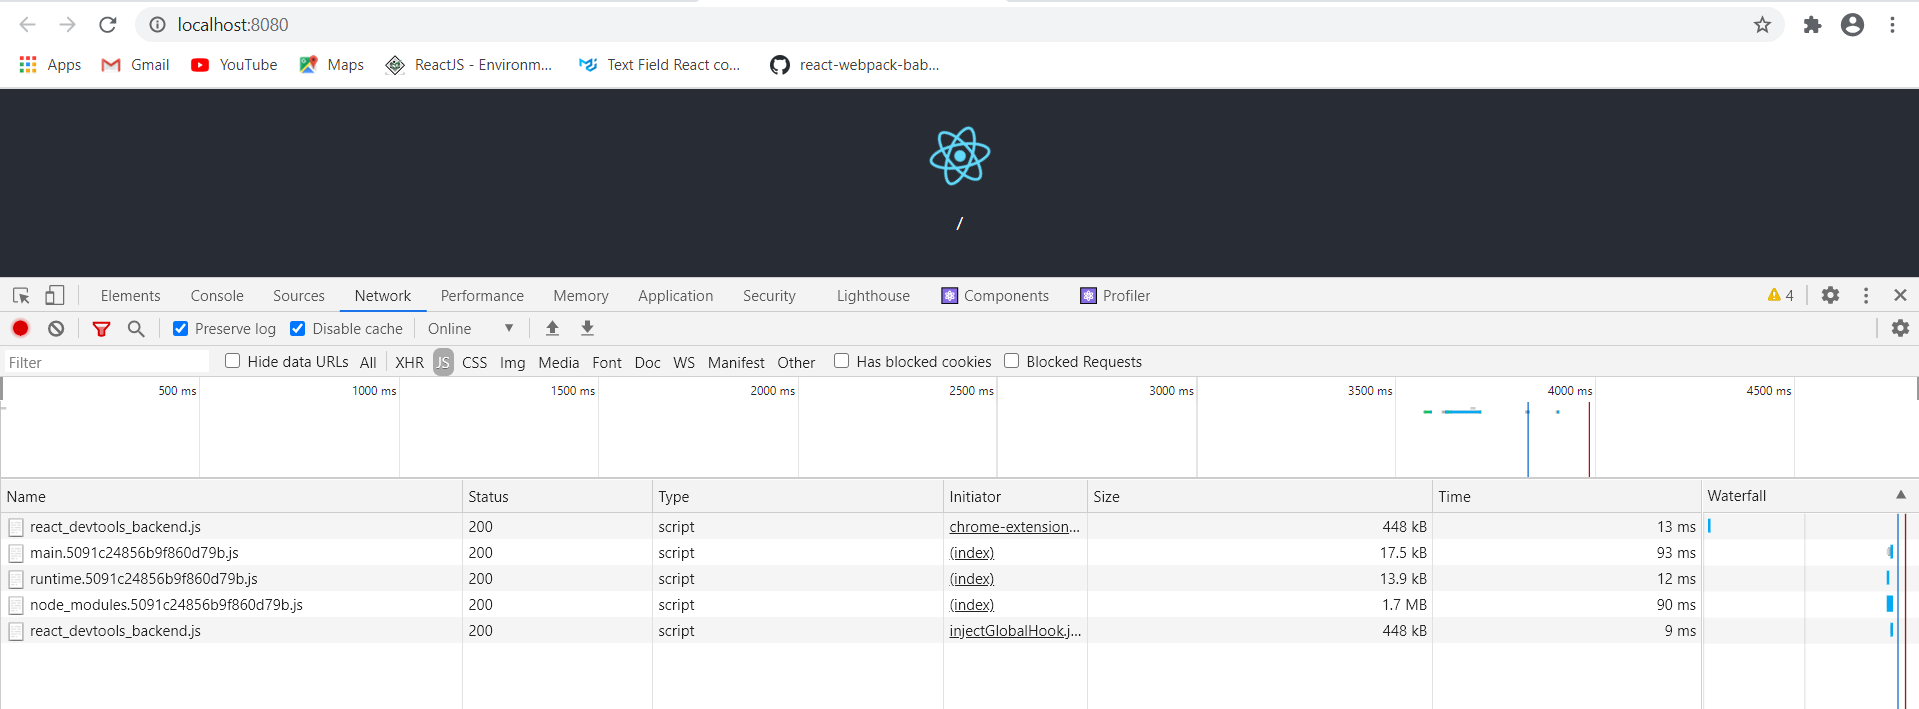 localhost:8080
Apps Gmail YouTube Maps ReactJS - Environm... Text Field React co... react-webpack-bab...
/
Elements Console Sources Network Performance Memory Application Security Lighthouse Components Profiler 4
Preserve log Disable cache Online
Filter Hide data URLs All XHR JS CSS Img Media Font Doc WS Manifest Other Has blocked cookies Blocked Requests
500 ms 1000 ms 1500 ms 2000 ms 2500 ms 3000 ms 3500 ms 4000 ms 4500 ms
Name Status Type Initiator Size Time Waterfall
react_devtools_backend.js 200 script chrome-extension... 448 kB 13 ms
main.5091c24856b9f860d79b.js 200 script (index) 17.5 kB 93 ms
runtime.5091c24856b9f860d79b.js 200 script (index) 13.9 kB 12 ms
node_modules.5091c24856b9f860d79b.js 200 script (index) 1.7 MB 90 ms
react_devtools_backend.js 200 script injectGlobalHook.j... 448 kB 9 ms